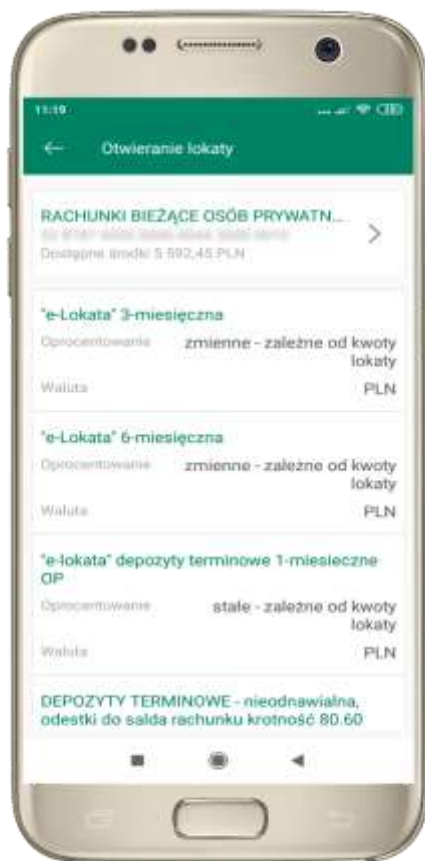 11:19
Otwieranie lokaty
RACHUNKI BIEŻĄCE OSÓB PRYWATN...
Dostępne środki 5 592,45 PLN
"e-Lokata" 3-miesięczna
Oprocentowanie zmienne - zależne od kwoty
lokaty
Waluta PLN
"e-Lokata" 6-miesięczna
Oprocentowanie zmienne - zależne od kwoty
lokaty
Waluta PLN
"e-lokata" depozyty terminowe 1-miesieczne
OP
Oprocentowanie stałe - zależne od kwoty
lokaty
Waluta PLN
DEPOZYTY TERMINOWE - nieodnawialna,
odestki do salda rachunku krotność 80.60